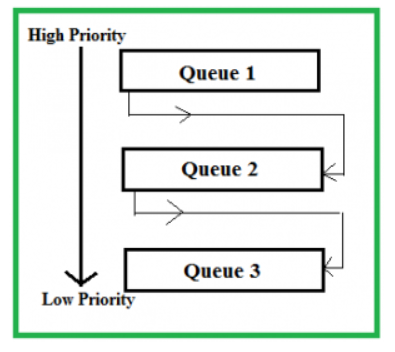 High Priority
Queue 1
Queue 2
Queue 3
Low Priority